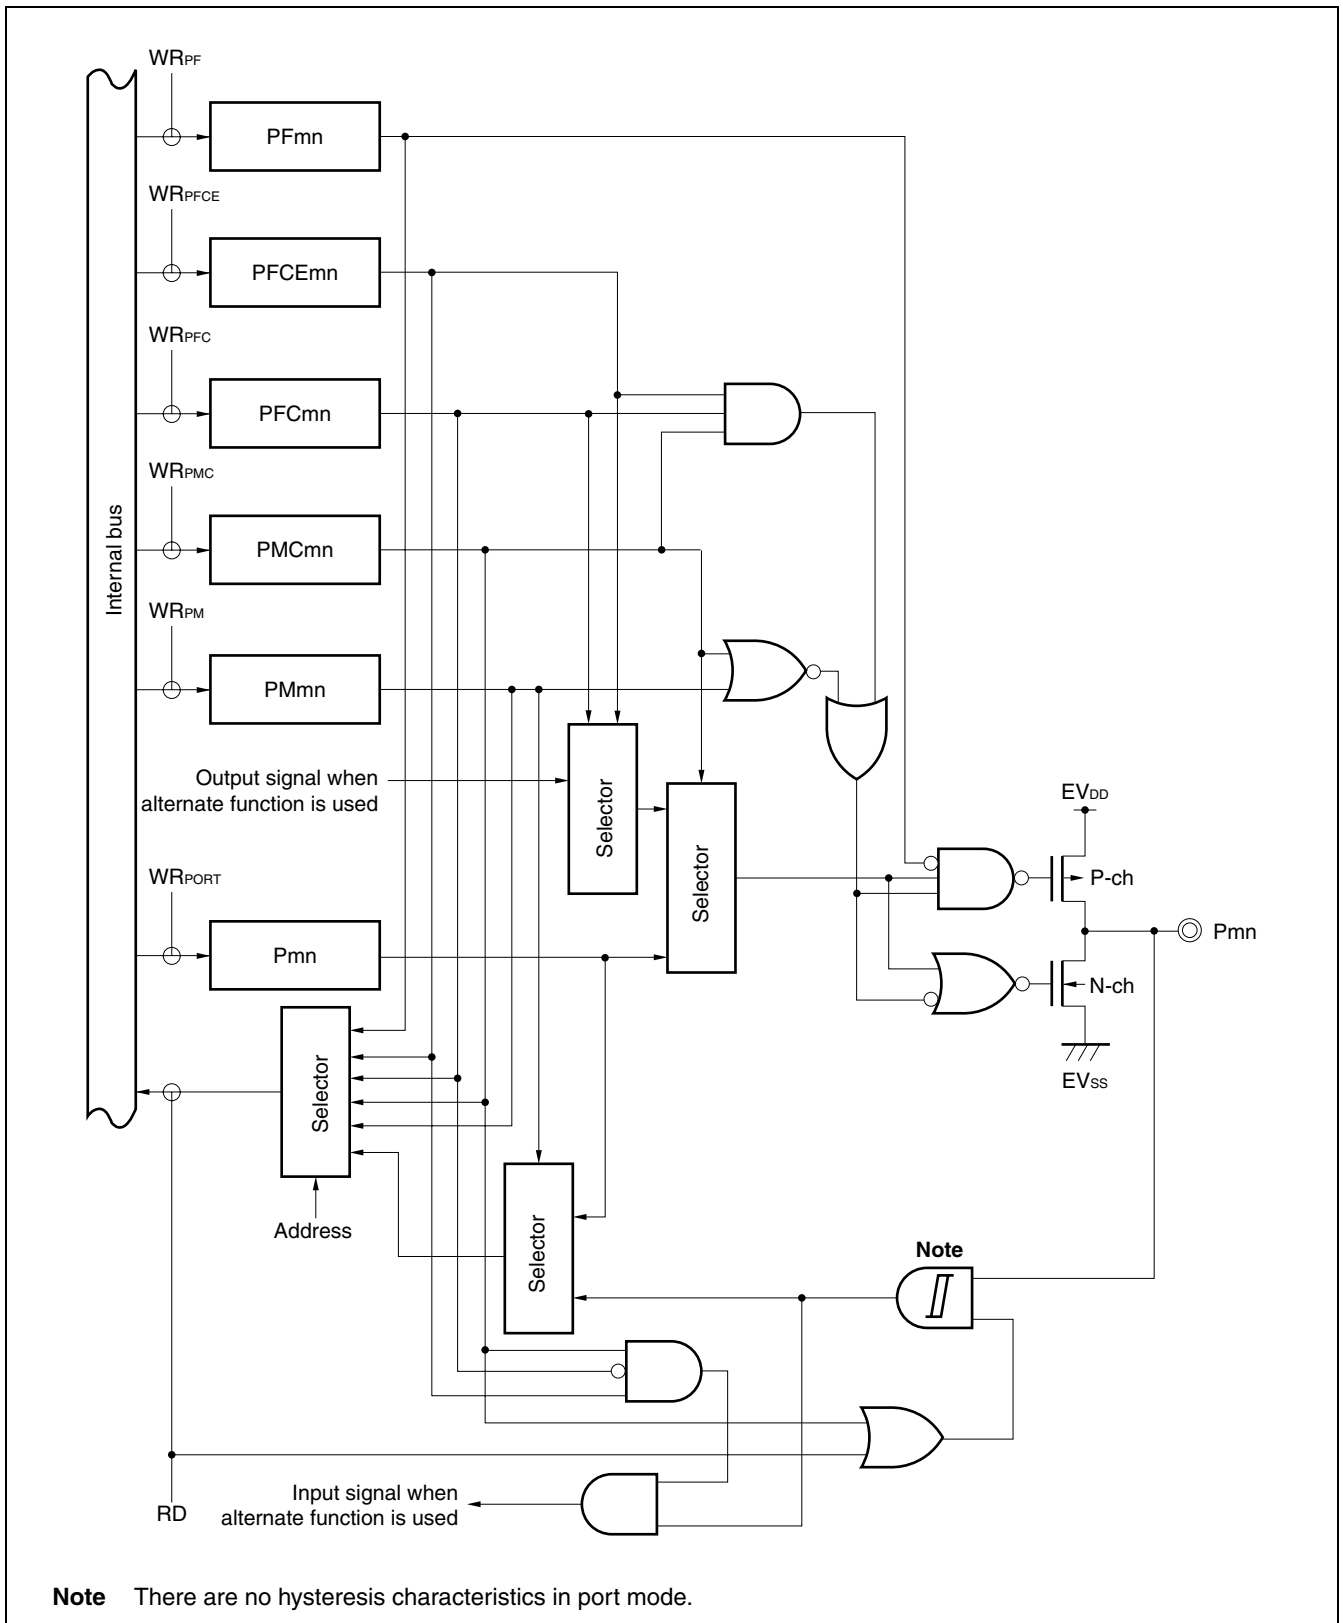 WRPF
PFmn
WRPFCE
PFCEmn
WRPFC
PFCmn
WRPMC
Internal bus
PMCmn
WRPM
PMmn
Output signal when
alternate function is used
Selector
Selector
EVDD
P-ch
WRPORT
Pmn
Pmn
N-ch
EVSS
Selector
Address
Selector
Note
RD
Input signal when
alternate function is used
Note There are no hysteresis characteristics in port mode.